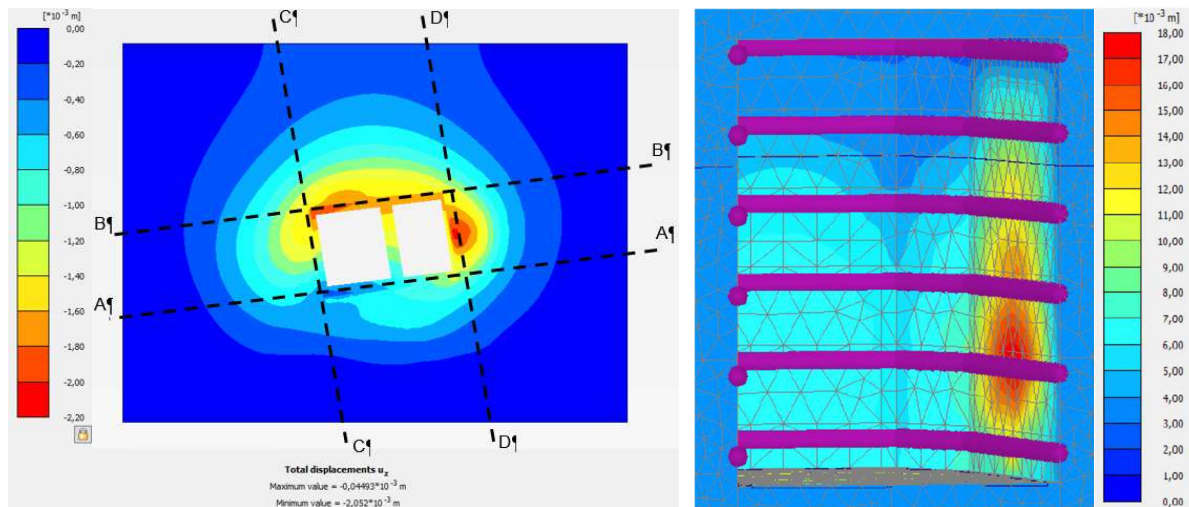 [*10⁻³ m]
0,00
-0,20
-0,40
-0,60
-0,80
-1,00
-1,20
-1,40
-1,60
-1,80
-2,00
-2,20
C¶
D¶
B¶
B¶
A¶
A¶
C¶
D¶
Total displacements uz
Maximum value = -0,04493*10⁻³ m
Minimum value = -2,052*10⁻³ m
[*10⁻³ m]
18,00
17,00
16,00
15,00
14,00
13,00
12,00
11,00
10,00
9,00
8,00
7,00
6,00
5,00
4,00
3,00
2,00
1,00
0,00